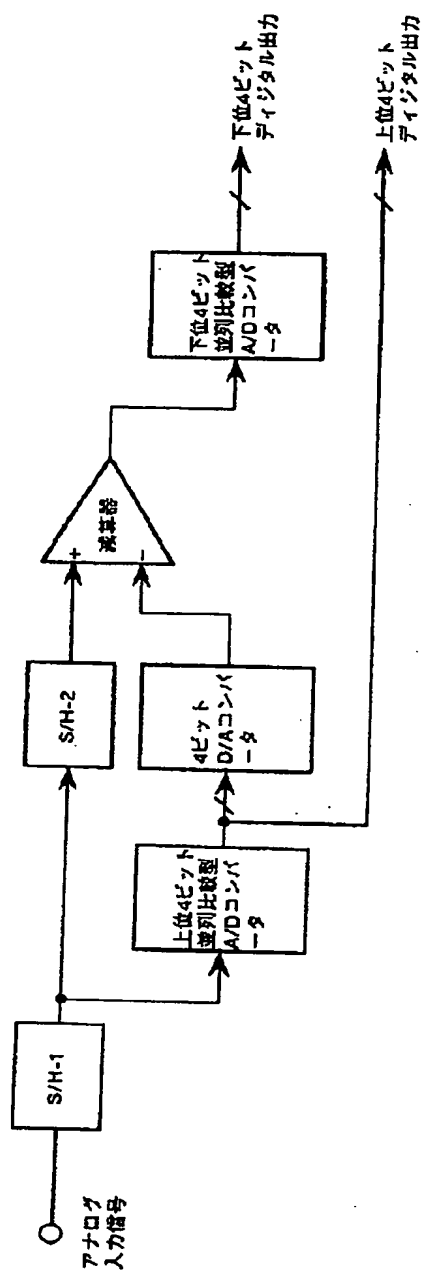 アナログ
入力信号
S/H-1
S/H-2
上位4ビット
並列比較型
A/Dコンバ
ータ
4ビット
D/Aコンバ
ータ
+
-
減算器
下位4ビット
並列比較型
A/Dコンバ
ータ
下位4ビット
ディジタル出力
上位4ビット
ディジタル出力